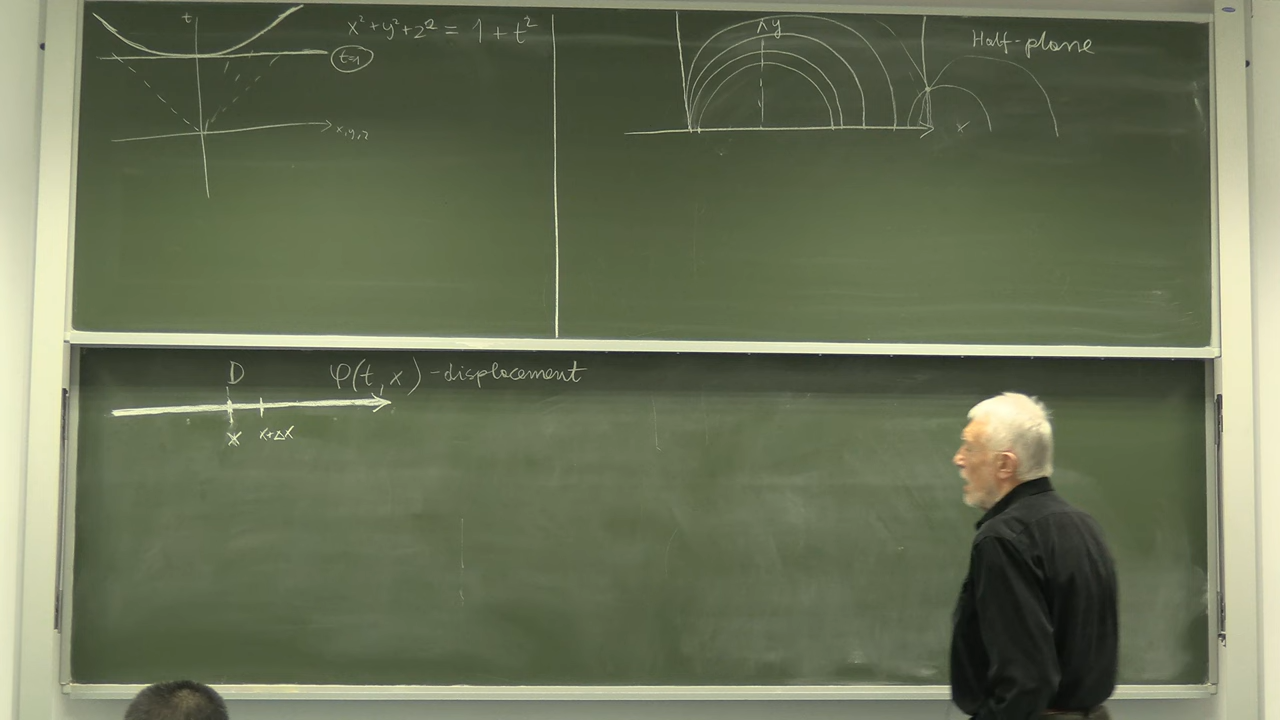 t
x² + y² + z² = 1 + t²
t=1
x, y, z
y
Half-plane
x
D
φ(t, x) - displacement
x
x+Δx